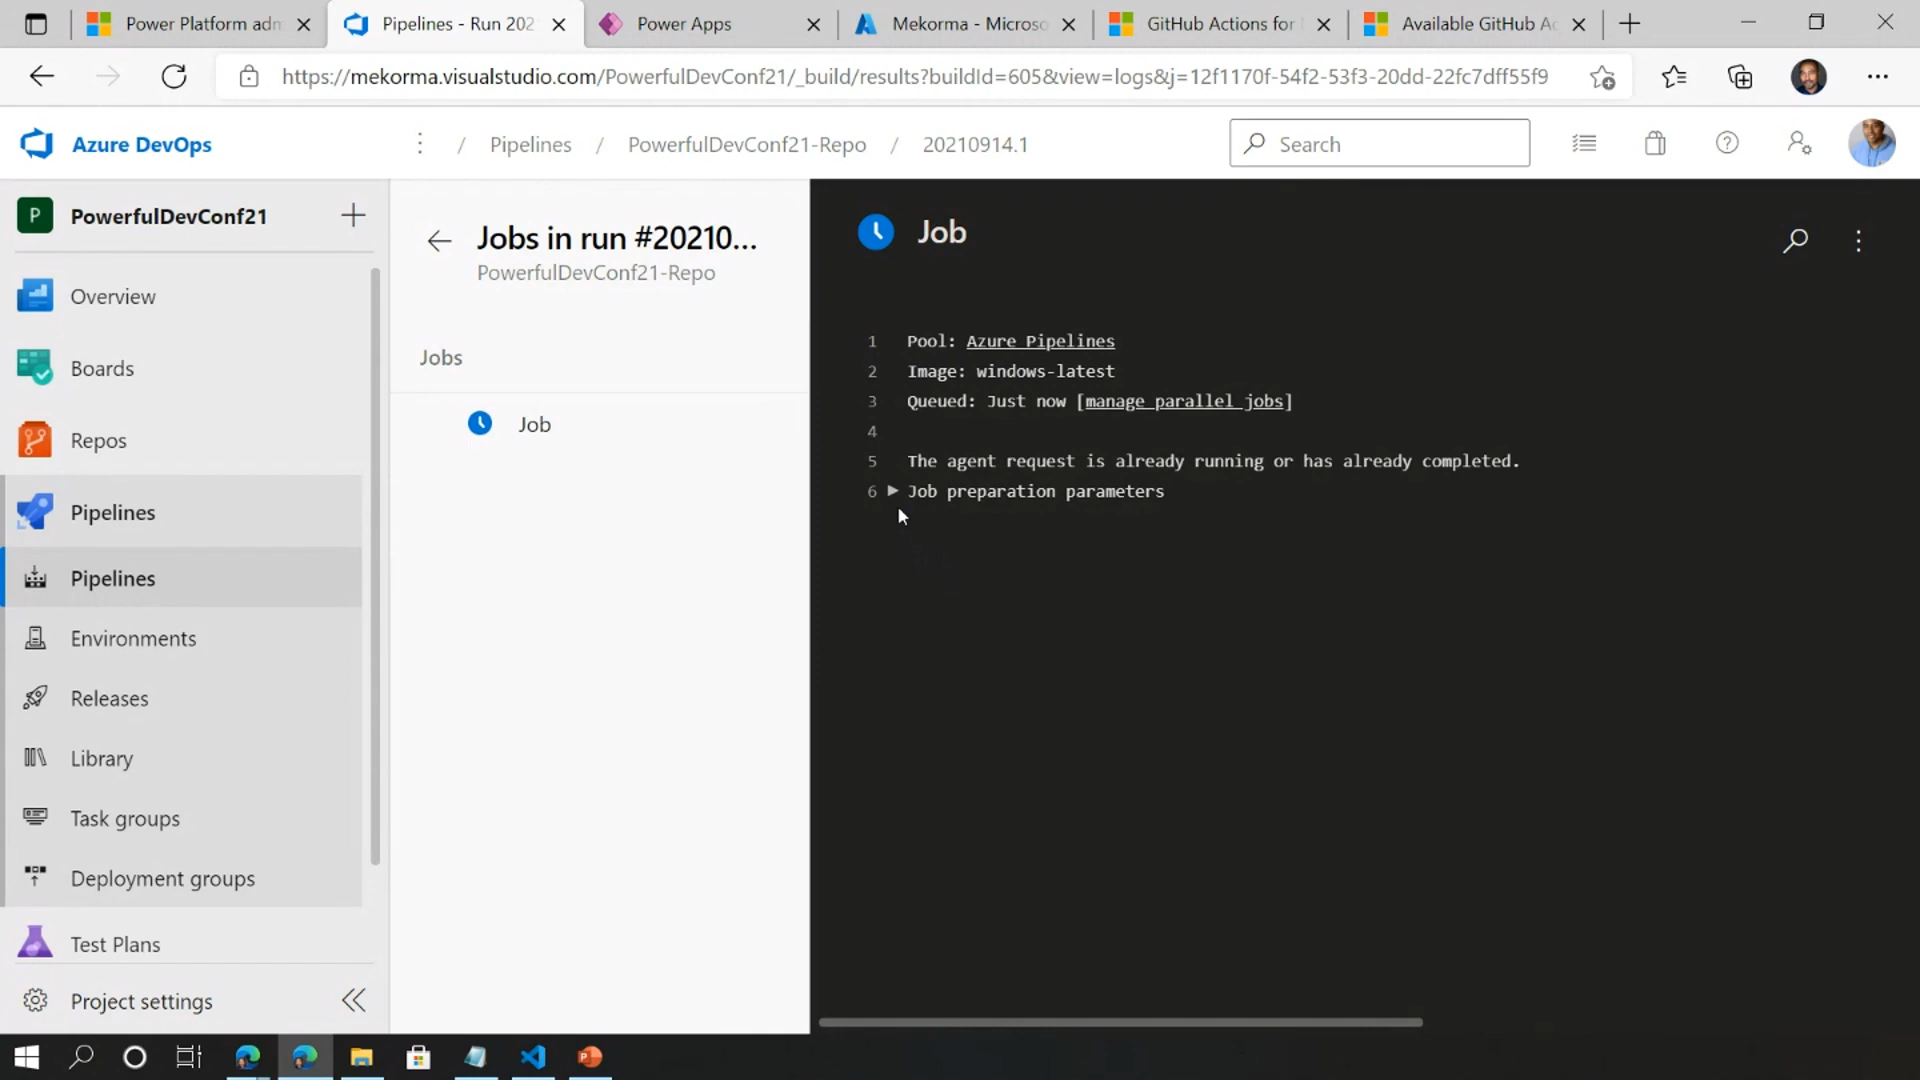 Power Platform adm
Pipelines - Run 202
Power Apps
Mekorma - Microso
GitHub Actions for
Available GitHub Ac
https://mekorma.visualstudio.com/PowerfulDevConf21/_build/results?buildId=605&view=logs&j=12f1170f-54f2-53f3-20dd-22fc7dff55f9
Azure DevOps
/ Pipelines / PowerfulDevConf21-Repo / 20210914.1
Search
P
PowerfulDevConf21
Overview
Boards
Repos
Pipelines
Pipelines
Environments
Releases
Library
Task groups
Deployment groups
Test Plans
Project settings
Jobs in run #20210...
PowerfulDevConf21-Repo
Jobs
Job
Job
1 Pool: Azure Pipelines
2 Image: windows-latest
3 Queued: Just now [manage parallel jobs]
4
5 The agent request is already running or has already completed.
6 Job preparation parameters